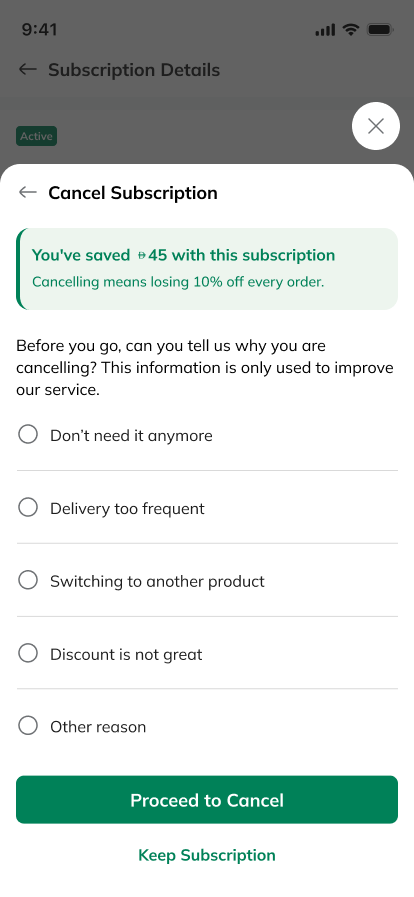 9:41
Subscription Details
Active
Cancel Subscription
You've saved 45 with this subscription
Cancelling means losing 10% off every order.
Before you go, can you tell us why you are
cancelling? This information is only used to improve
our service.
Don’t need it anymore
Delivery too frequent
Switching to another product
Discount is not great
Other reason
Proceed to Cancel
Keep Subscription